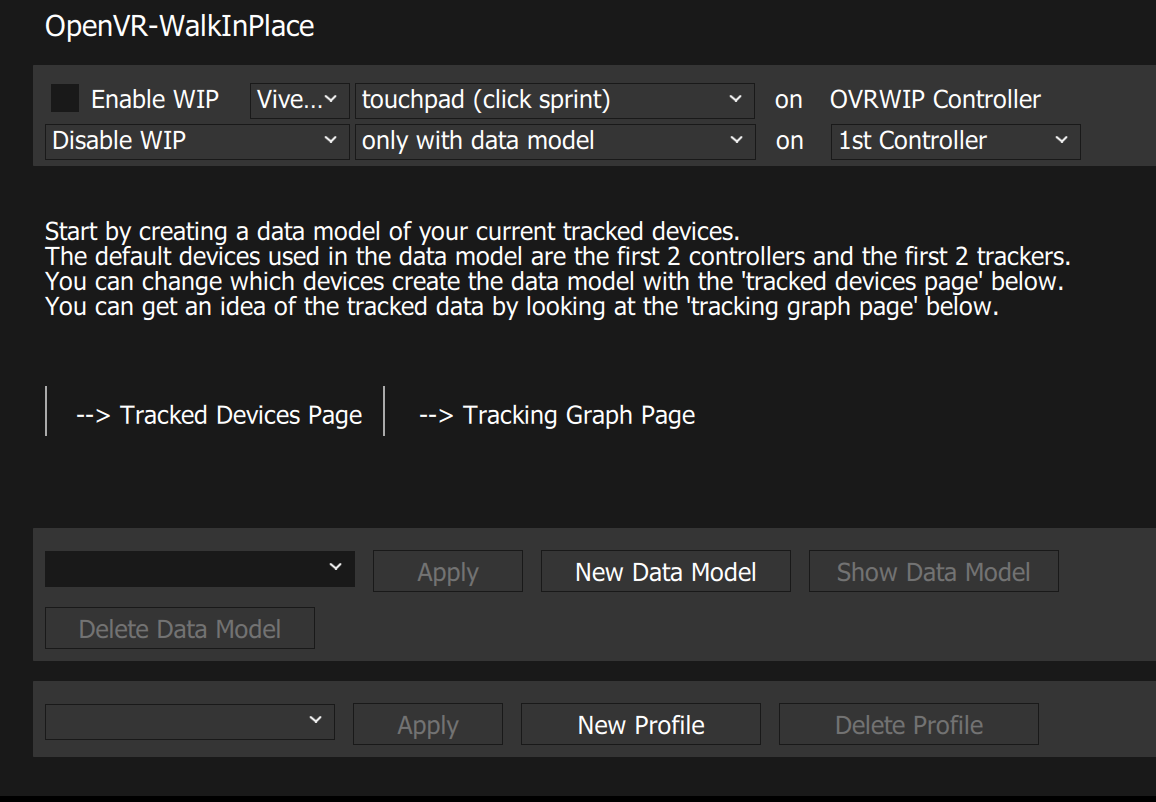 OpenVR-WalkInPlace
Enable WIP Vive... touchpad (click sprint) on OVRWIP Controller
Disable WIP only with data model on 1st Controller
Start by creating a data model of your current tracked devices.
The default devices used in the data model are the first 2 controllers and the first 2 trackers.
You can change which devices create the data model with the 'tracked devices page' below.
You can get an idea of the tracked data by looking at the 'tracking graph page' below.
--> Tracked Devices Page --> Tracking Graph Page
Apply New Data Model Show Data Model
Delete Data Model
Apply New Profile Delete Profile